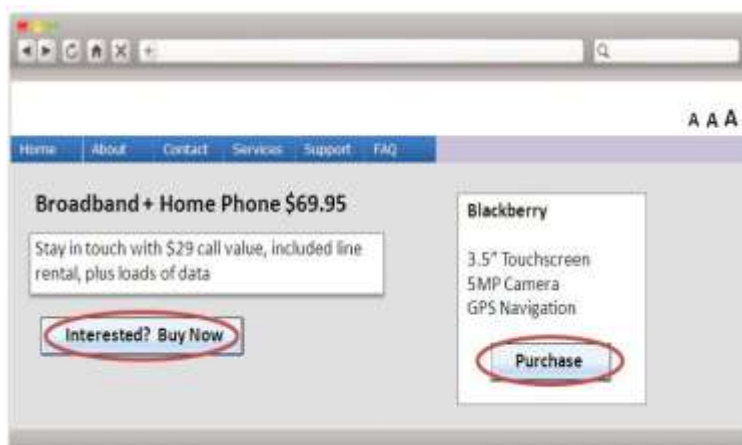 A A A
Home About Contact Services Support FAQ
Broadband + Home Phone $69.95
Stay in touch with $29 call value, included line
rental, plus loads of data
Interested? Buy Now
Blackberry
3.5" Touchscreen
5MP Camera
GPS Navigation
Purchase